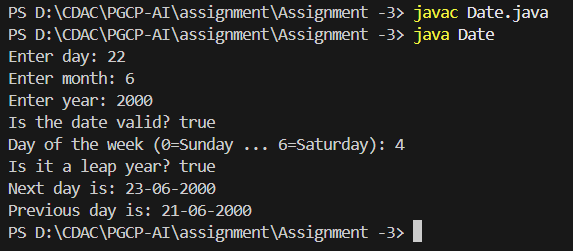 PS D:\CDAC\PGCP-AI\assignment\Assignment -3> javac Date.java
PS D:\CDAC\PGCP-AI\assignment\Assignment -3> java Date
Enter day: 22
Enter month: 6
Enter year: 2000
Is the date valid? true
Day of the week (0=Sunday ... 6=Saturday): 4
Is it a leap year? true
Next day is: 23-06-2000
Previous day is: 21-06-2000
PS D:\CDAC\PGCP-AI\assignment\Assignment -3>